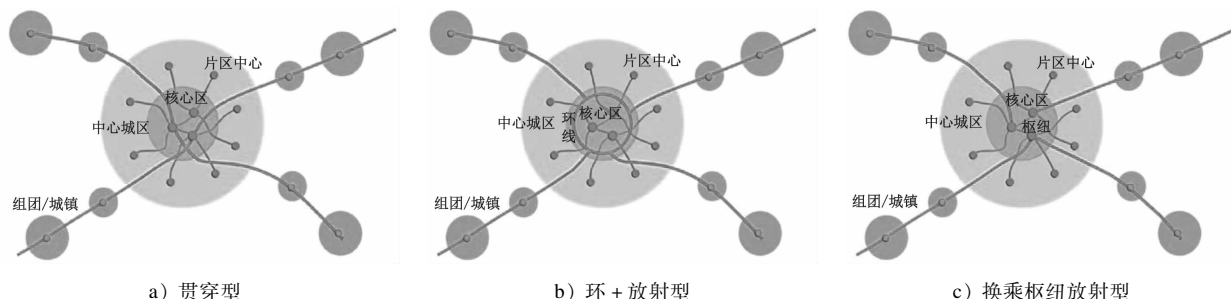 片区中心
核心区
中心城区
组团/城镇
a）贯穿型
片区中心
核心区
环线
中心城区
组团/城镇
b）环 + 放射型
片区中心
核心区
枢纽
中心城区
组团/城镇
c）换乘枢纽放射型